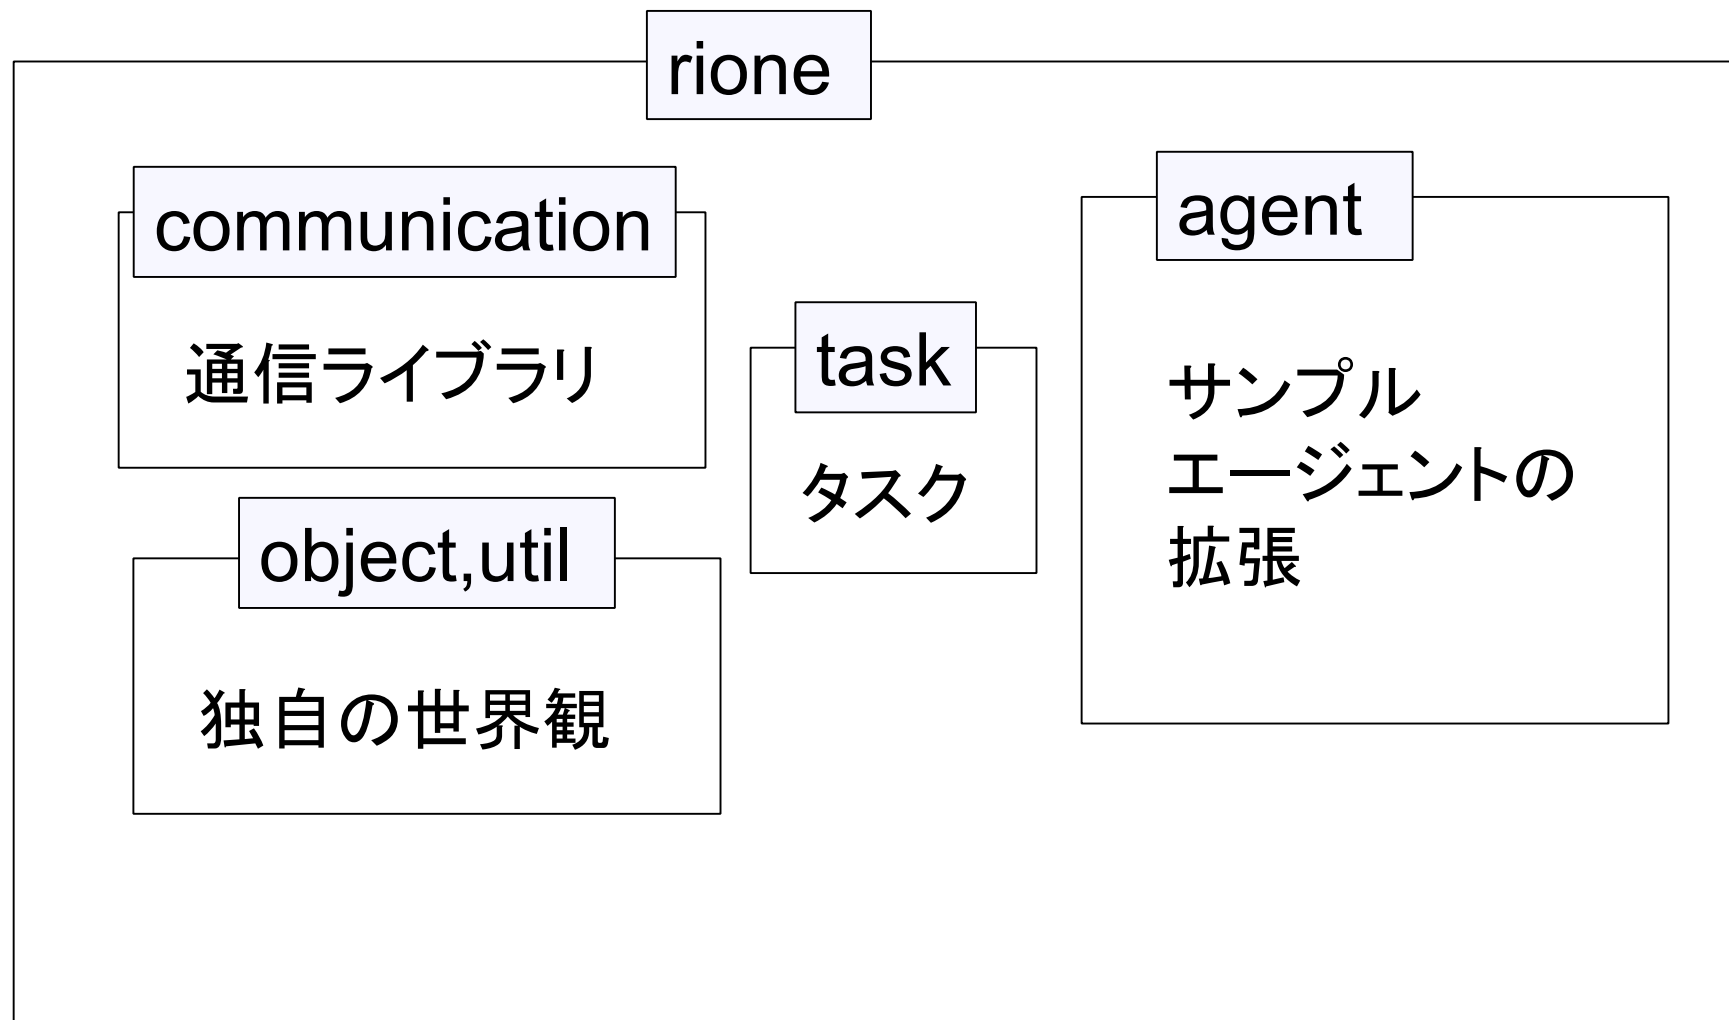 rione
communication
通信ライブラリ
object,util
独自の世界観
task
タスク
agent
サンプル
エージェントの
拡張